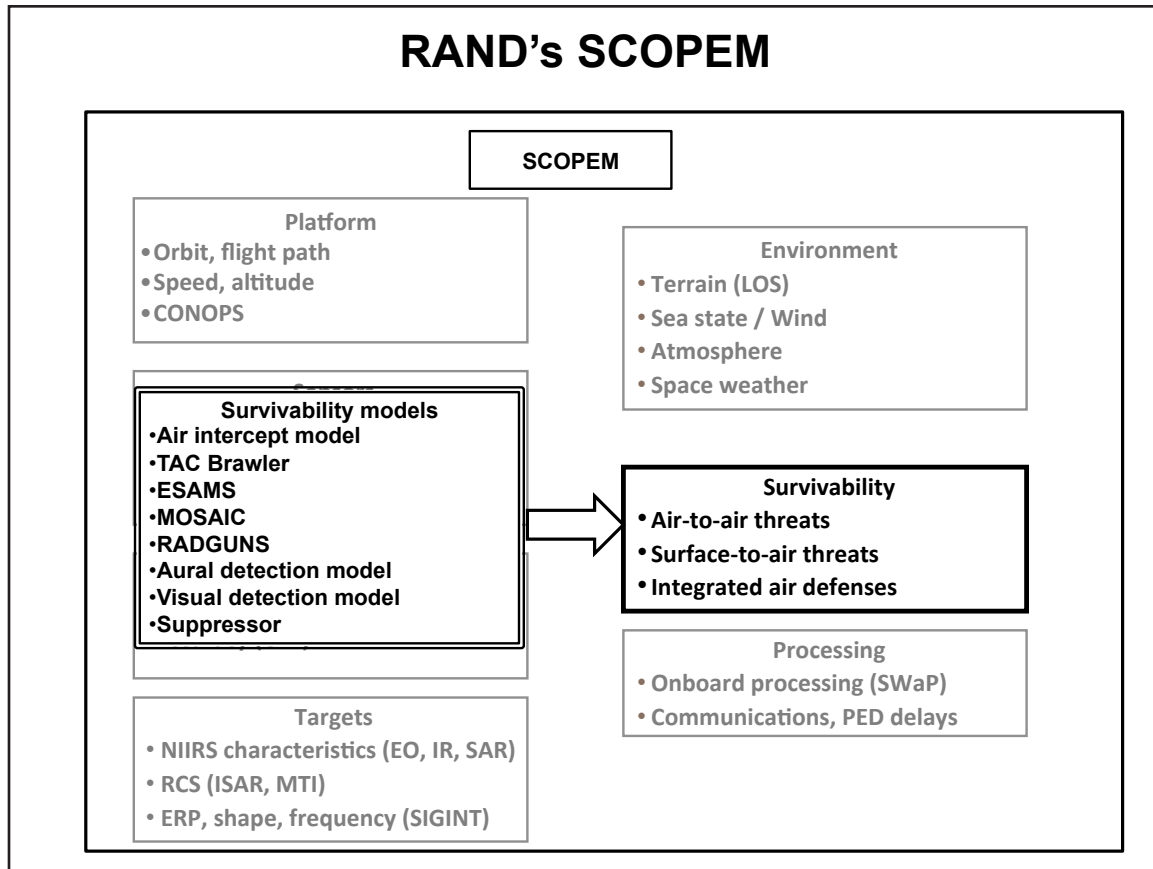 RAND’s SCOPEM
SCOPEM
Platform
•Orbit, flight path
•Speed, altitude
•CONOPS
Survivability models
•Air intercept model
•TAC Brawler
•ESAMS
•MOSAIC
•RADGUNS
•Aural detection model
•Visual detection model
•Suppressor
Targets
• NIIRS characteristics (EO, IR, SAR)
• RCS (ISAR, MTI)
• ERP, shape, frequency (SIGINT)
Environment
• Terrain (LOS)
• Sea state / Wind
• Atmosphere
• Space weather
Survivability
• Air-to-air threats
• Surface-to-air threats
• Integrated air defenses
Processing
• Onboard processing (SWaP)
• Communications, PED delays